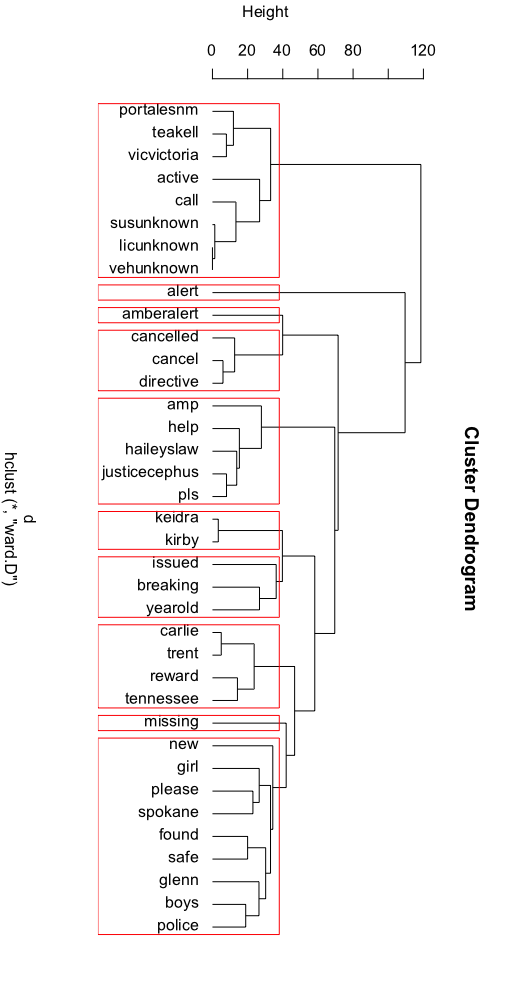 Height
0 20 40 60 80 120
portalesnm
teakell
vicvictoria
active
call
susunknown
licunknown
vehunknown
alert
amberalert
cancelled
cancel
directive
amp
help
haileyslaw
justicecephus
pls
keidra
kirby
issued
breaking
yearold
carlie
trent
reward
tennessee
missing
new
girl
please
spokane
found
safe
glenn
boys
police
Cluster Dendrogram
d
hclust (*, "ward.D")